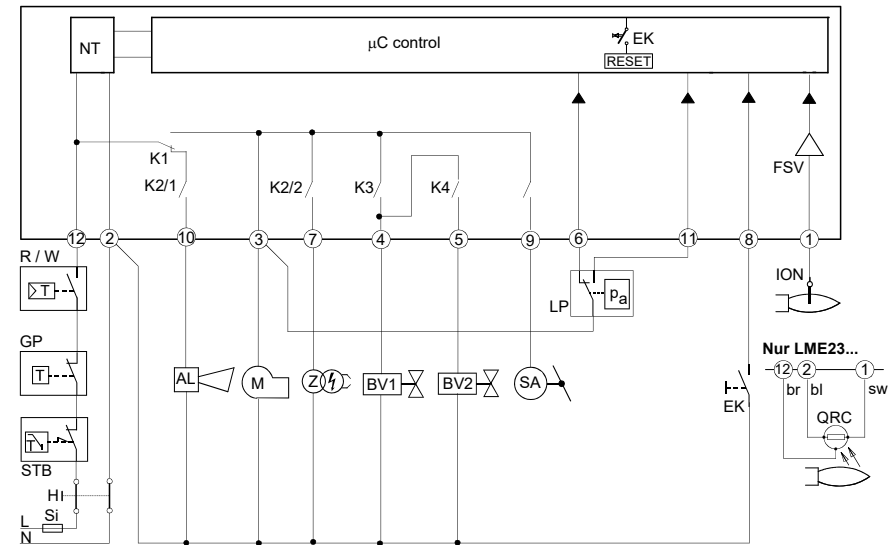 NT
µC control
EK
RESET
FSV
K1
K2/1
K2/2
K3
K4
12
2
10
3
7
4
5
9
6
11
8
1
R / W
T
GP
T
STB
T
H
Si
L
N
AL
M
Z
BV1
BV2
SA
LP
pa
EK
ION
Nur LME23...
12
2
1
br
bl
sw
QRC